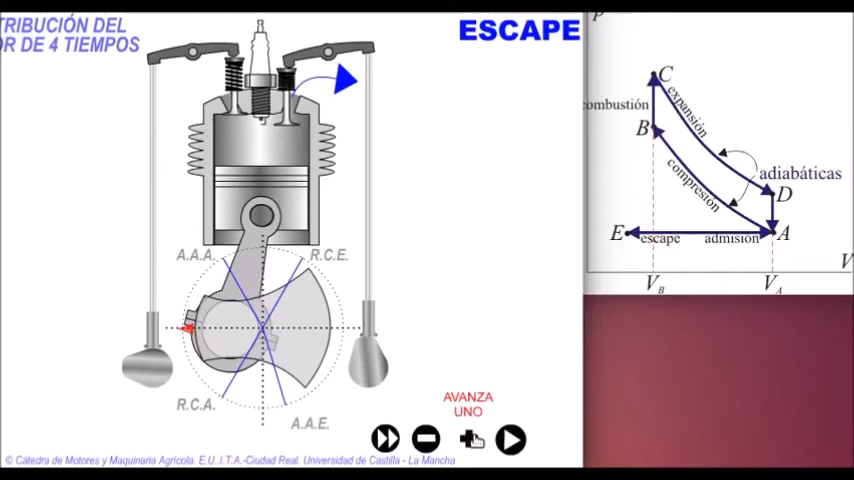 TRIBUCIÓN DEL
OR DE 4 TIEMPOS
ESCAPE
A.A.A.
R.C.E.
R.C.A.
A.A.E.
AVANZA
UNO
© Cátedra de Motores y Maquinaria Agrícola. E.U..I.T.A.-Ciudad Real. Universidad de Castilla - La Mancha
P
C
combustión
expansión
B
compresión
adiabáticas
D
E
escape
admisión
A
V
V_B
V_A